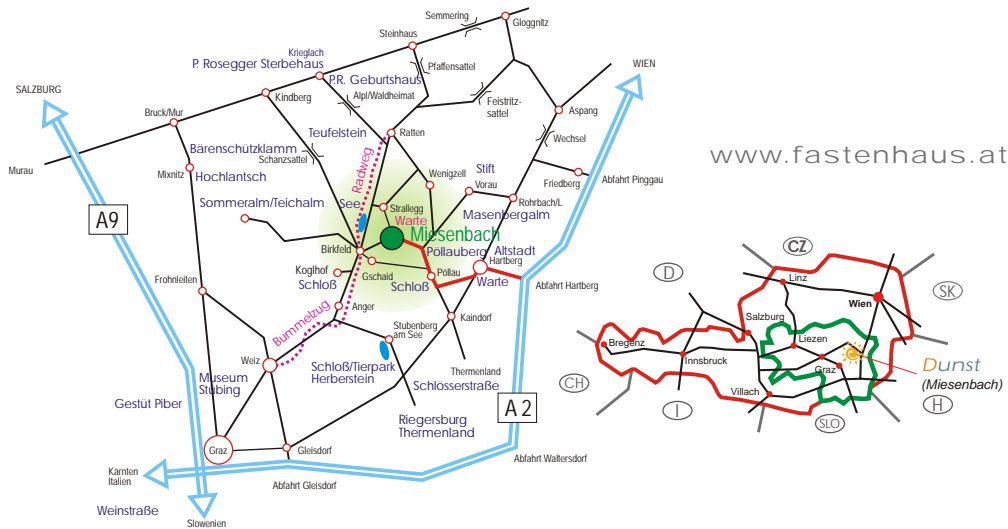 Semmering
Gloggnitz
Steinhaus
Krieglach
P. Rosegger Sterbehaus
Pfaffensattel
WIEN
P.R. Geburtshaus
SALZBURG
Kindberg
Alpl/Waldheimat
Feistritz-
sattel
Aspang
Bruck/Mur
Teufelstein
Ratten
Wechsel
Bärenschützklamm
Schanzsattel
www.fastenhaus.at
Murau
Mixnitz
Hochlantsch
Radweg
Wenigzell
Stift
Vorau
Friedberg
Abfahrt Pinggau
Sommeralm/Teichalm
See
Strallegg
Rohrbach/L
A9
Warte
Masenbergalm
Miesenbach
Birkfeld
Pöllauberg
Altstadt
Hartberg
Koglhof
Gschaid
Pöllau
Schloß
Schloß
Warte
Abfahrt Hartberg
Frohnleiten
Anger
Kaindorf
Bummelzug
Stubenberg
am See
Weiz
Schloß/Tierpark
Herberstein
Thermenland
Museum
Stübing
Schlösserstraße
Gestüt Piber
A2
Riegersburg
Thermenland
Graz
Gleisdorf
Abfahrt Waltersdorf
Kärnten
Italien
Abfahrt Gleisdorf
Weinstraße
Slowenien
CZ
D
Linz
SK
Wien
Salzburg
Bregenz
Liezen
Innsbruck
Graz
Dunst
(Miesenbach)
CH
Villach
I
SLO
H